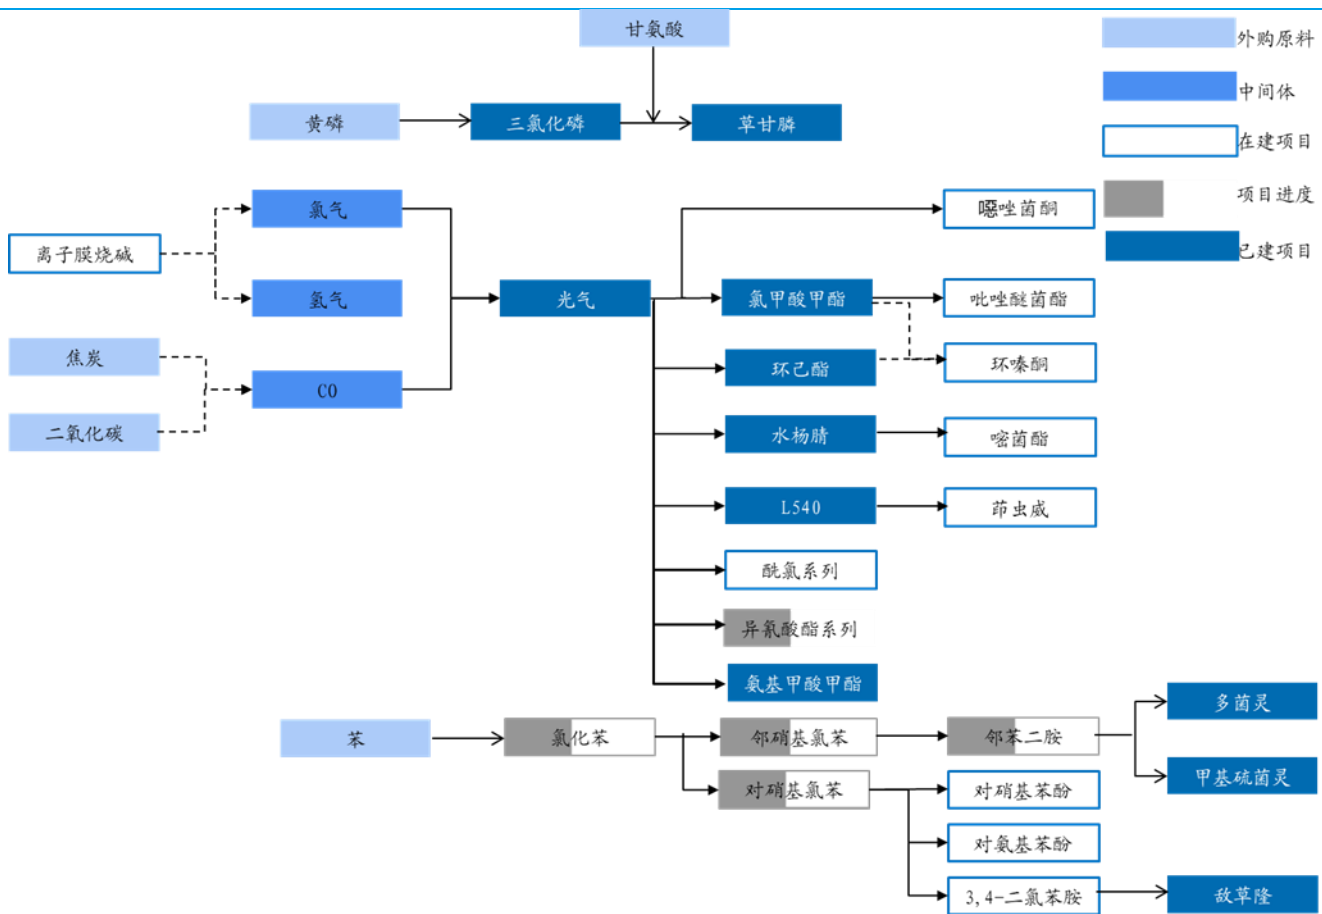 甘氨酸
外购原料
中间体
在建项目
项目进度
已建项目
黄磷
三氯化磷
草甘膦
氯气
噁唑菌酮
离子膜烧碱
氢气
光气
氯甲酸甲酯
吡唑醚菌酯
焦炭
CO
环己酯
环嗪酮
二氧化碳
水杨腈
嘧菌酯
L540
茚虫威
酰氯系列
异氰酸酯系列
氨基甲酸甲酯
苯
氯化苯
邻硝基氯苯
邻苯二胺
多菌灵
对硝基氯苯
对硝基苯酚
甲基硫菌灵
对氨基苯酚
3,4-二氯苯胺
敌草隆